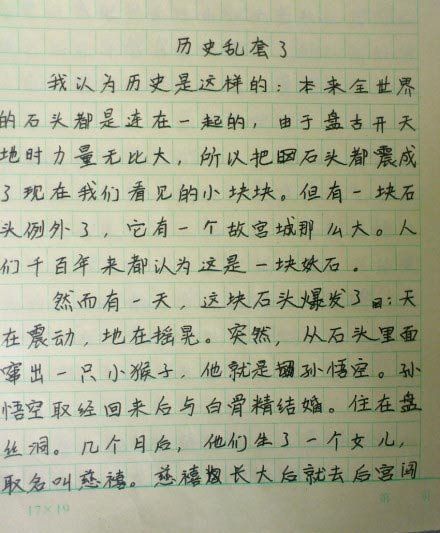 历史乱套了
我认为历史是这样的：本来全世界
的石头都是连在一起的，由于盘古开天
地时力量无比大，所以把石头都震成
了现在我们看见的小块块。但有一块石
头例外了，它有一个故宫城那么大。人
们千百年来都认为这是一块妖石。
然而有一天，这块石头爆发了：天
在震动，地在摇晃。突然，从石头里面
窜出一只小猴子，他就是孙悟空。孙
悟空取经回来后与白骨精结婚。住在盘
丝洞。几个月后，他们生了一个女儿，
取名叫慈禧。慈禧长大后就去后宫闯
17×19 第 页